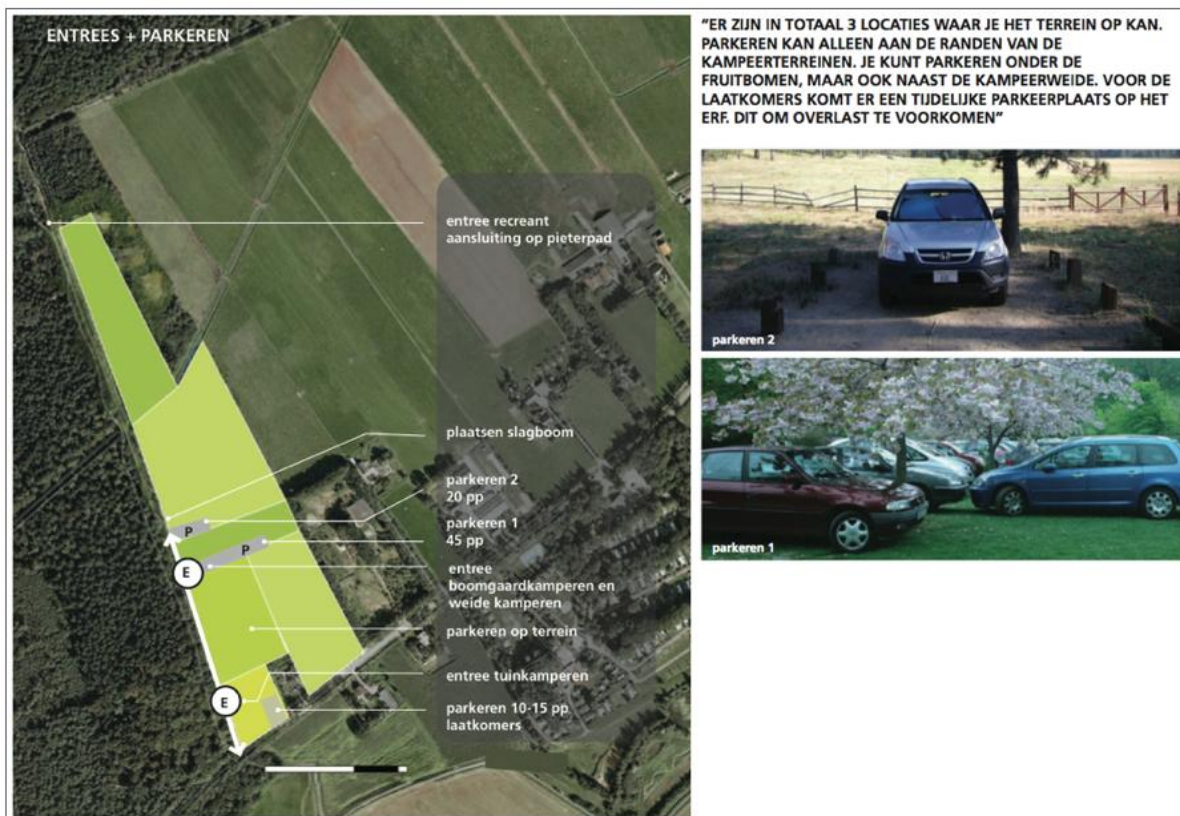 ENTREES + PARKEREN
entree recreant
aansluiting op pieterpad
plaatsen slagboom
parkeren 2
20 pp
parkeren 1
45 pp
entree
boomgaardkamperen en
weide kamperen
parkeren op terrein
entree tuinkamperen
parkeren 10-15 pp
laatkomers
P
P
E
E
"ER ZIJN IN TOTAAL 3 LOCATIES WAAR JE HET TERREIN OP KAN.
PARKEREN KAN ALLEEN AAN DE RANDEN VAN DE
KAMPEERTERREINEN. JE KUNT PARKEREN ONDER DE
FRUITBOMEN, MAAR OOK NAAST DE KAMPEERWEIDE. VOOR DE
LAATKOMERS KOMT ER EEN TIJDELIJKE PARKEERPLAATS OP HET
ERF. DIT OM OVERLAST TE VOORKOMEN"
parkeren 2
parkeren 1